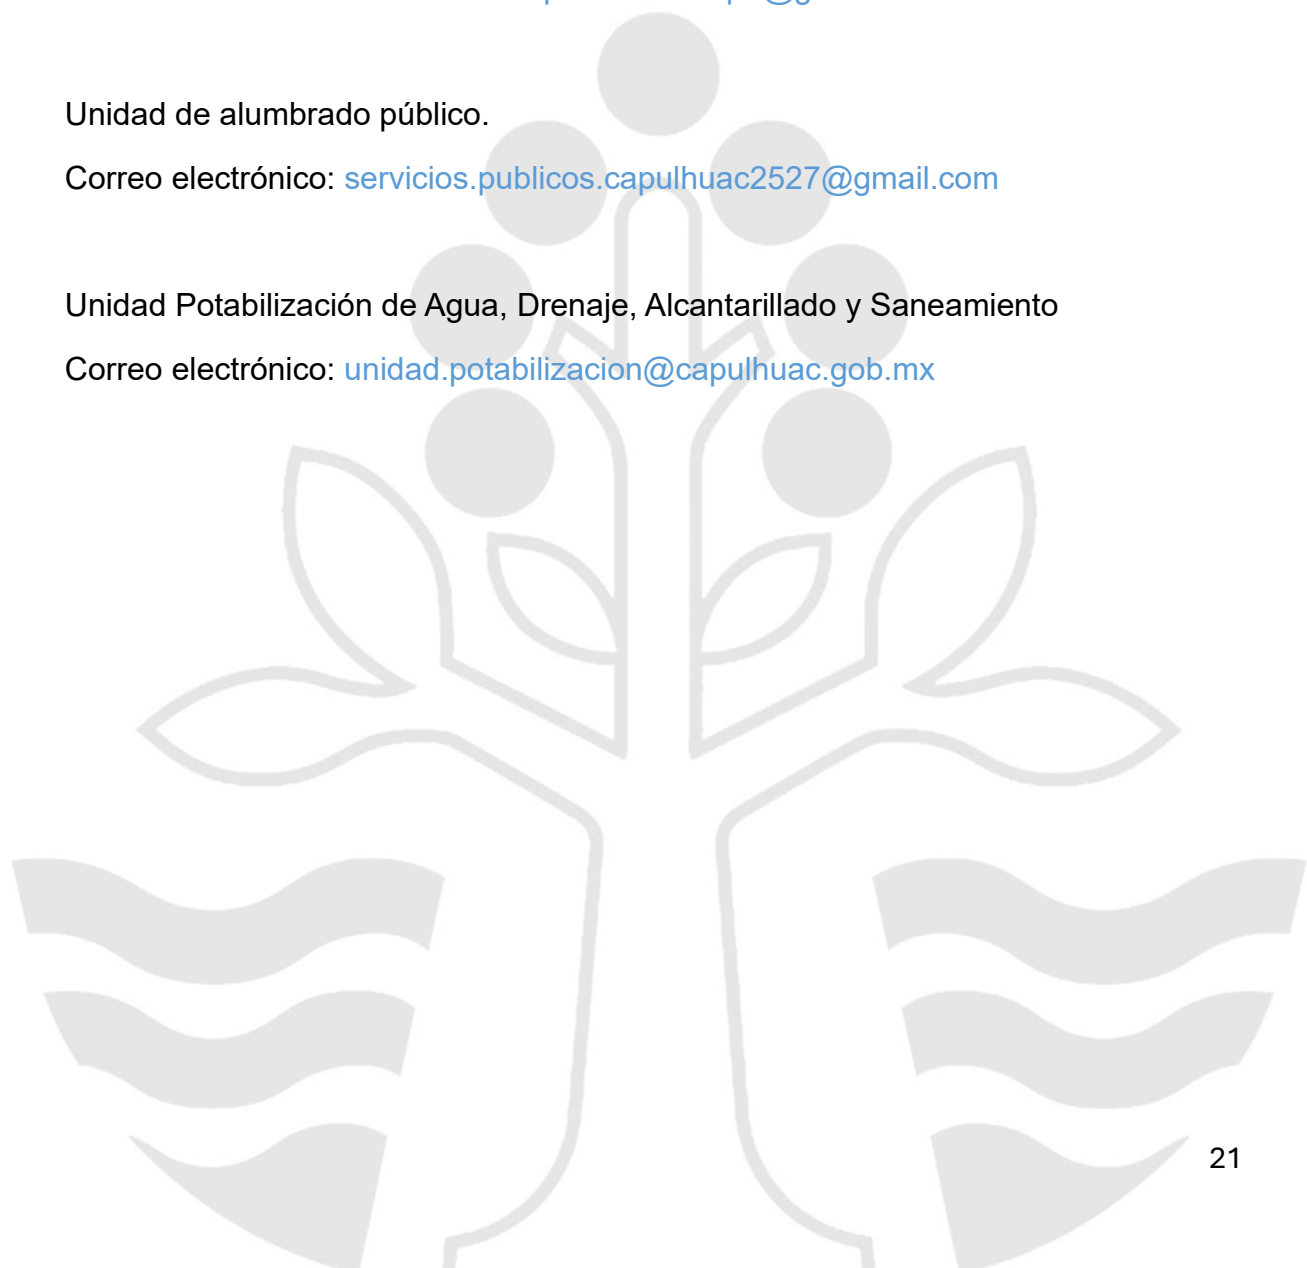 Unidad de alumbrado público.
Correo electrónico: servicios.publicos.capulhuac2527@gmail.com
Unidad Potabilización de Agua, Drenaje, Alcantarillado y Saneamiento
Correo electrónico: unidad.potabilizacion@capulhuac.gob.mx
21